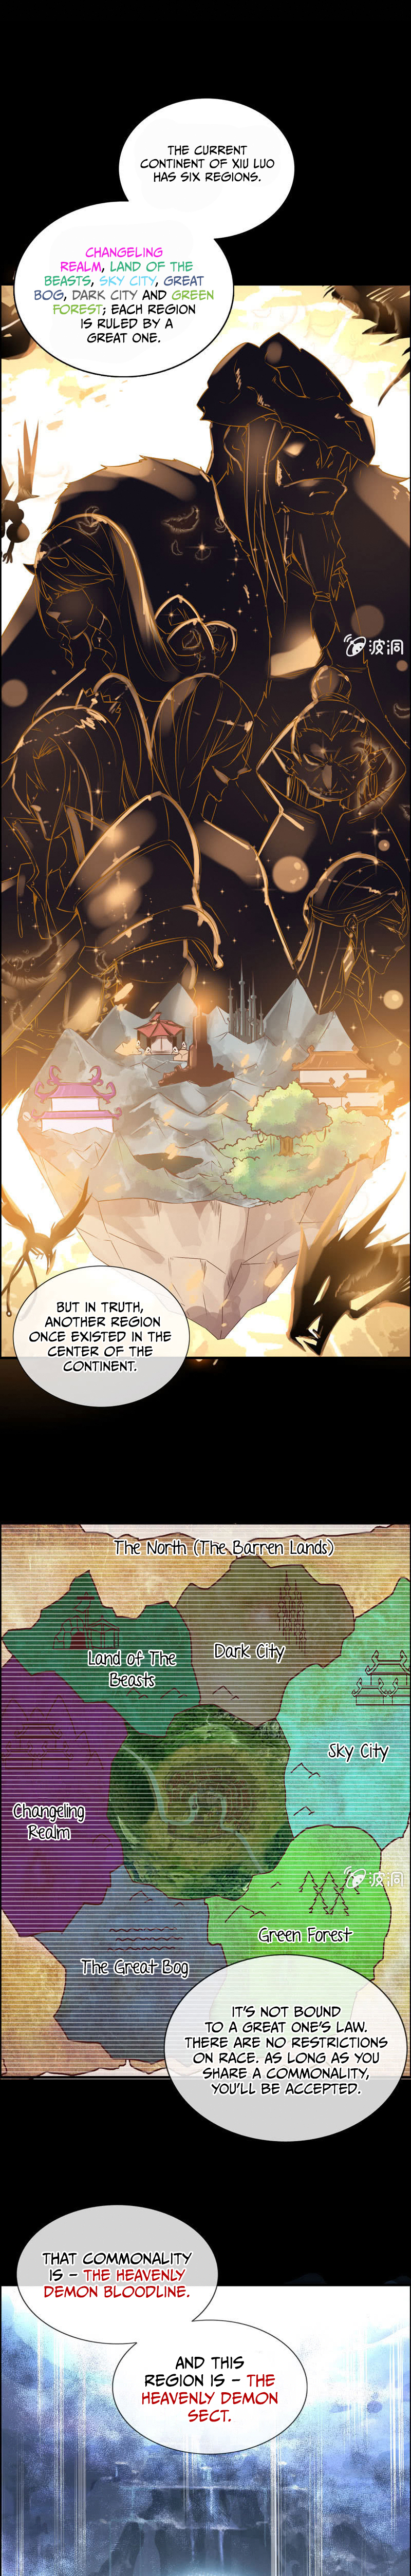 THE CURRENT
CONTINENT OF XIU LUO
HAS SIX REGIONS.
CHANGELING
REALM, LAND OF THE
BEASTS, SKY CITY, GREAT
BOG, DARK CITY AND GREEN
FOREST; EACH REGION
IS RULED BY A
GREAT ONE.
波洞
BUT IN TRUTH,
ANOTHER REGION
ONCE EXISTED IN THE
CENTER OF THE
CONTINENT.
The North (The Barren Lands)
Land of The
Beasts
Dark City
Sky City
Changeling
Realm
波洞
Green Forest
The Great Bog
IT'S NOT BOUND
TO A GREAT ONE'S LAW.
THERE ARE NO RESTRICTIONS
ON RACE. AS LONG AS YOU
SHARE A COMMONALITY,
YOU'LL BE ACCEPTED.
THAT COMMONALITY
IS - THE HEAVENLY
DEMON BLOODLINE.
AND THIS
REGION IS - THE
HEAVENLY DEMON
SECT.